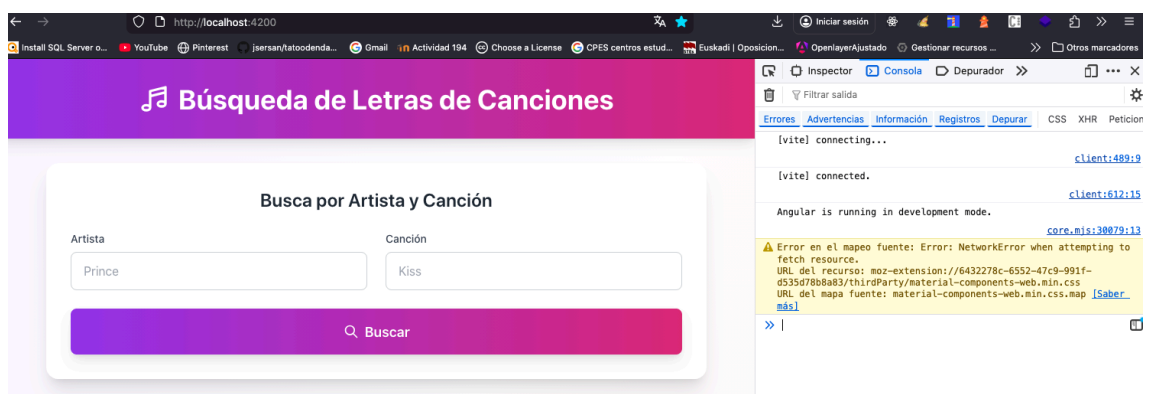 http://localhost:4200
Iniciar sesión
Install SQL Server o...
YouTube
Pinterest
jsersan/tatoodenda...
Gmail
Actividad 194
Choose a License
CPES centros estud...
Euskadi | Oposicion...
OpenlayerAjustado
Gestionar recursos ...
Otros marcadores
Búsqueda de Letras de Canciones
Busca por Artista y Canción
Artista
Canción
Prince
Kiss
Buscar
Inspector
Consola
Depurador
Filtrar salida
Errores
Advertencias
Información
Registros
Depurar
CSS
XHR
Peticion
[vite] connecting...
client:489:9
[vite] connected.
client:612:15
Angular is running in development mode.
core.mjs:30079:13
Error en el mapeo fuente: Error: NetworkError when attempting to
fetch resource.
URL del recurso: moz-extension://6432278c-6552-
47c9-991f-
d535d78b8a83/thirdParty/material-components-web.min.css
URL del mapa fuente: material-components-web.min.css.map [Saber
más]